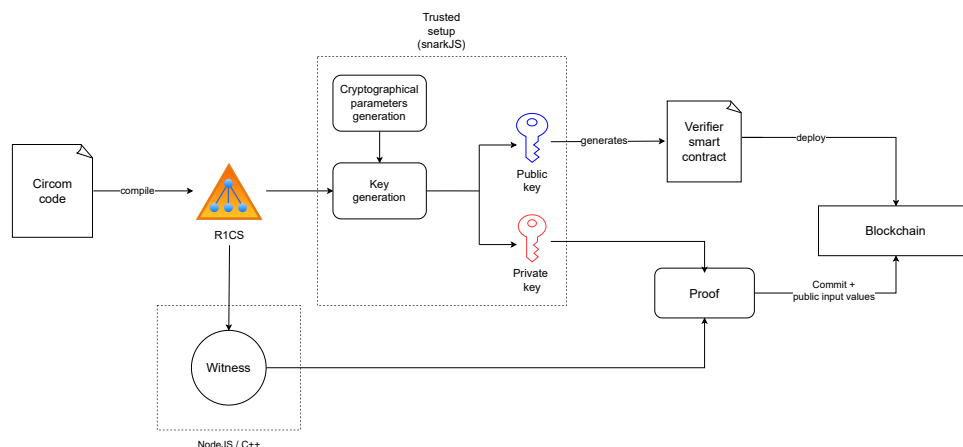 Trusted
setup
(snarkJS)
Cryptographical
parameters
generation
Circom
code
compile
R1CS
Key
generation
Public
key
generates
Verifier
smart
contract
deploy
Blockchain
Private
key
Proof
Commit +
public input values
Witness
NodeJS / C++